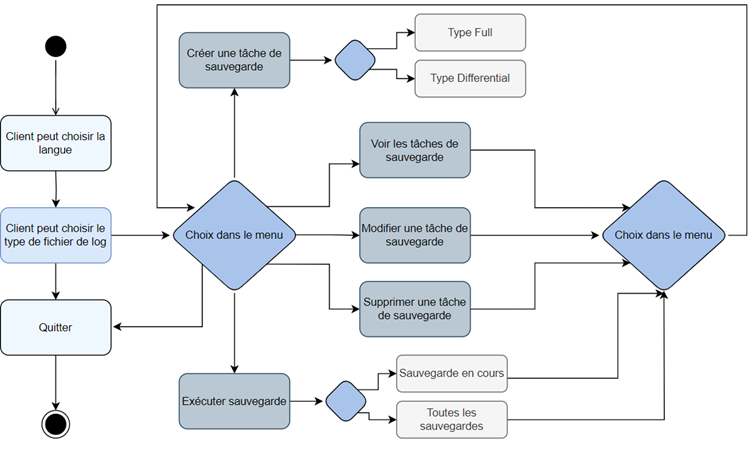 Créer une tâche de
sauvegarde
Type Full
Type Differential
Client peut choisir la
langue
Voir les tâches de
sauvegarde
Client peut choisir le
type de fichier de log
Choix dans le menu
Modifier une tâche de
sauvegarde
Choix dans le menu
Quitter
Supprimer une tâche
de sauvegarde
Exécuter sauvegarde
Sauvegarde en cours
Toutes les
sauvegardes